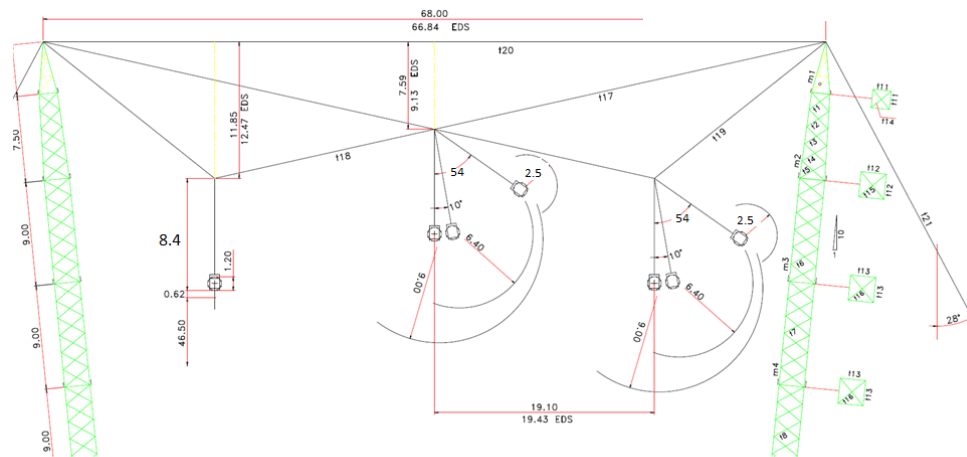 68.00
66.84 EDS
t20
7.59
9.13 EDS
11.85
12.47 EDS
t17
t18
t19
t21
m1
t1
t2
t3
t4
t5
m2
t11
t11
t14
t12
t15
t12
7.50
54
2.5
10°
54
2.5
10°
8.4
1.20
0.62
46.50
6.40
9.00
6.40
9.00
9.00
9.00
9.00
10
28°
t6
m3
t13
t16
t13
t7
m4
t13
t16
t13
t8
19.10
19.43 EDS